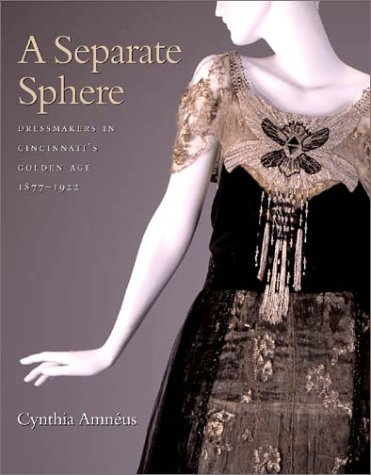 A Separate
Sphere
DRESSMAKERS IN
CINCINNATI'S
GOLDEN AGE
1877–1922
Cynthia Amnéus